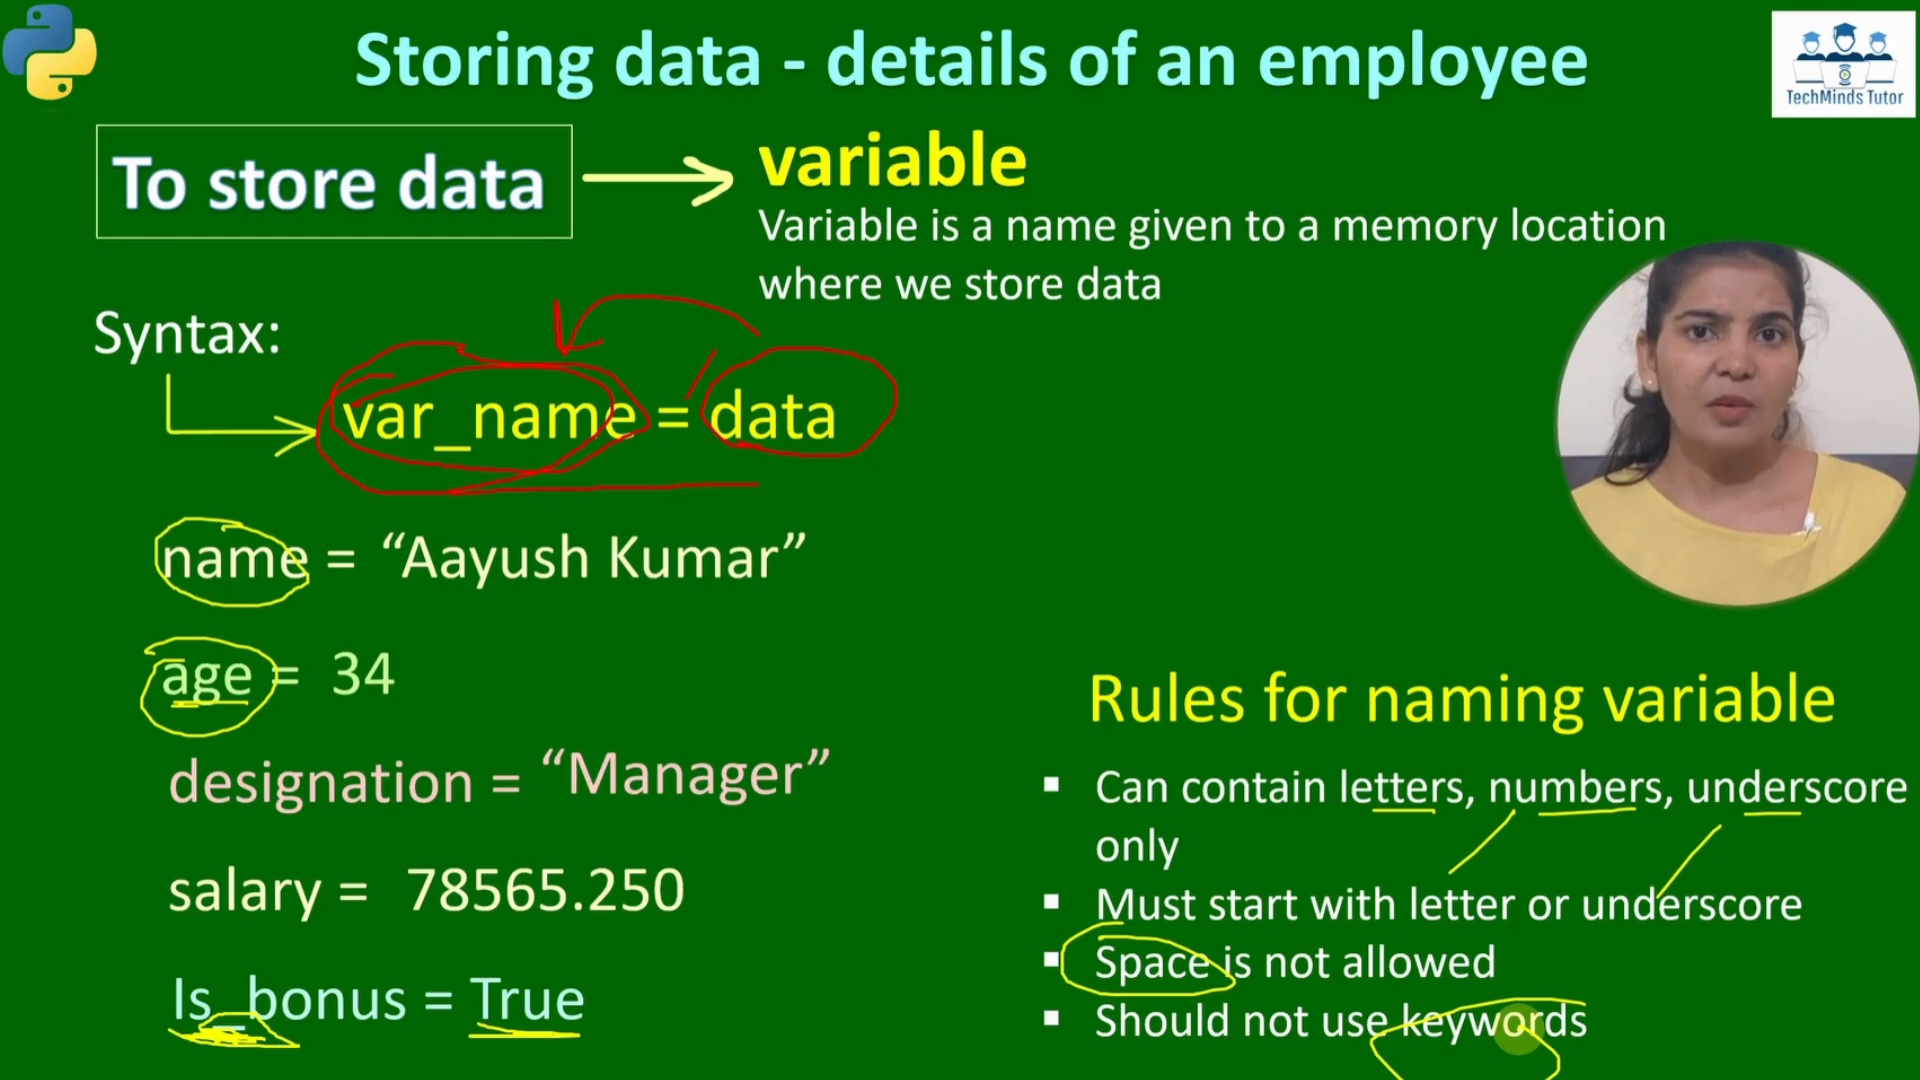 Storing data - details of an employee
TechMinds Tutor
To store data
variable
Variable is a name given to a memory location
where we store data
Syntax:
var_name = data
name = “Aayush Kumar”
age = 34
designation = “Manager”
salary = 78565.250
Is_bonus = True
Rules for naming variable
▪ Can contain letters, numbers, underscore
only
▪ Must start with letter or underscore
▪ Space is not allowed
▪ Should not use keywords